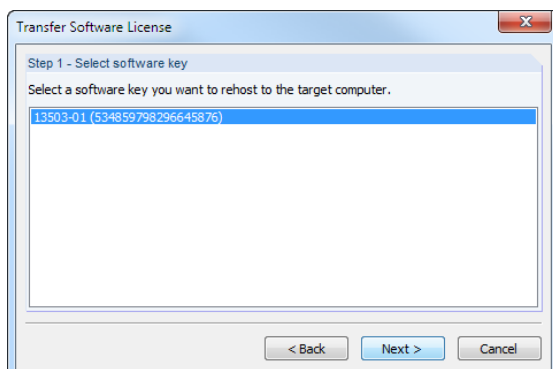 Transfer Software License
Step 1 - Select software key
Select a software key you want to rehost to the target computer.
13503-01 (534859798296645876)
< Back Next > Cancel